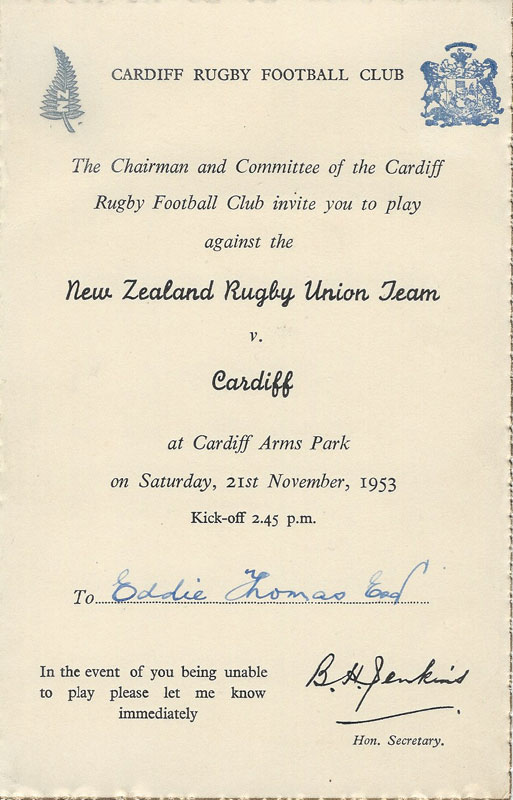 CARDIFF RUGBY FOOTBALL CLUB
NZ
The Chairman and Committee of the Cardiff
Rugby Football Club invite you to play
against the
New Zealand Rugby Union Team
v.
Cardiff
at Cardiff Arms Park
on Saturday, 21st November, 1953
Kick-off 2.45 p.m.
To Eddie Thomas Esq
In the event of you being unable
to play please let me know
immediately
B. H. Jenkins
Hon. Secretary.